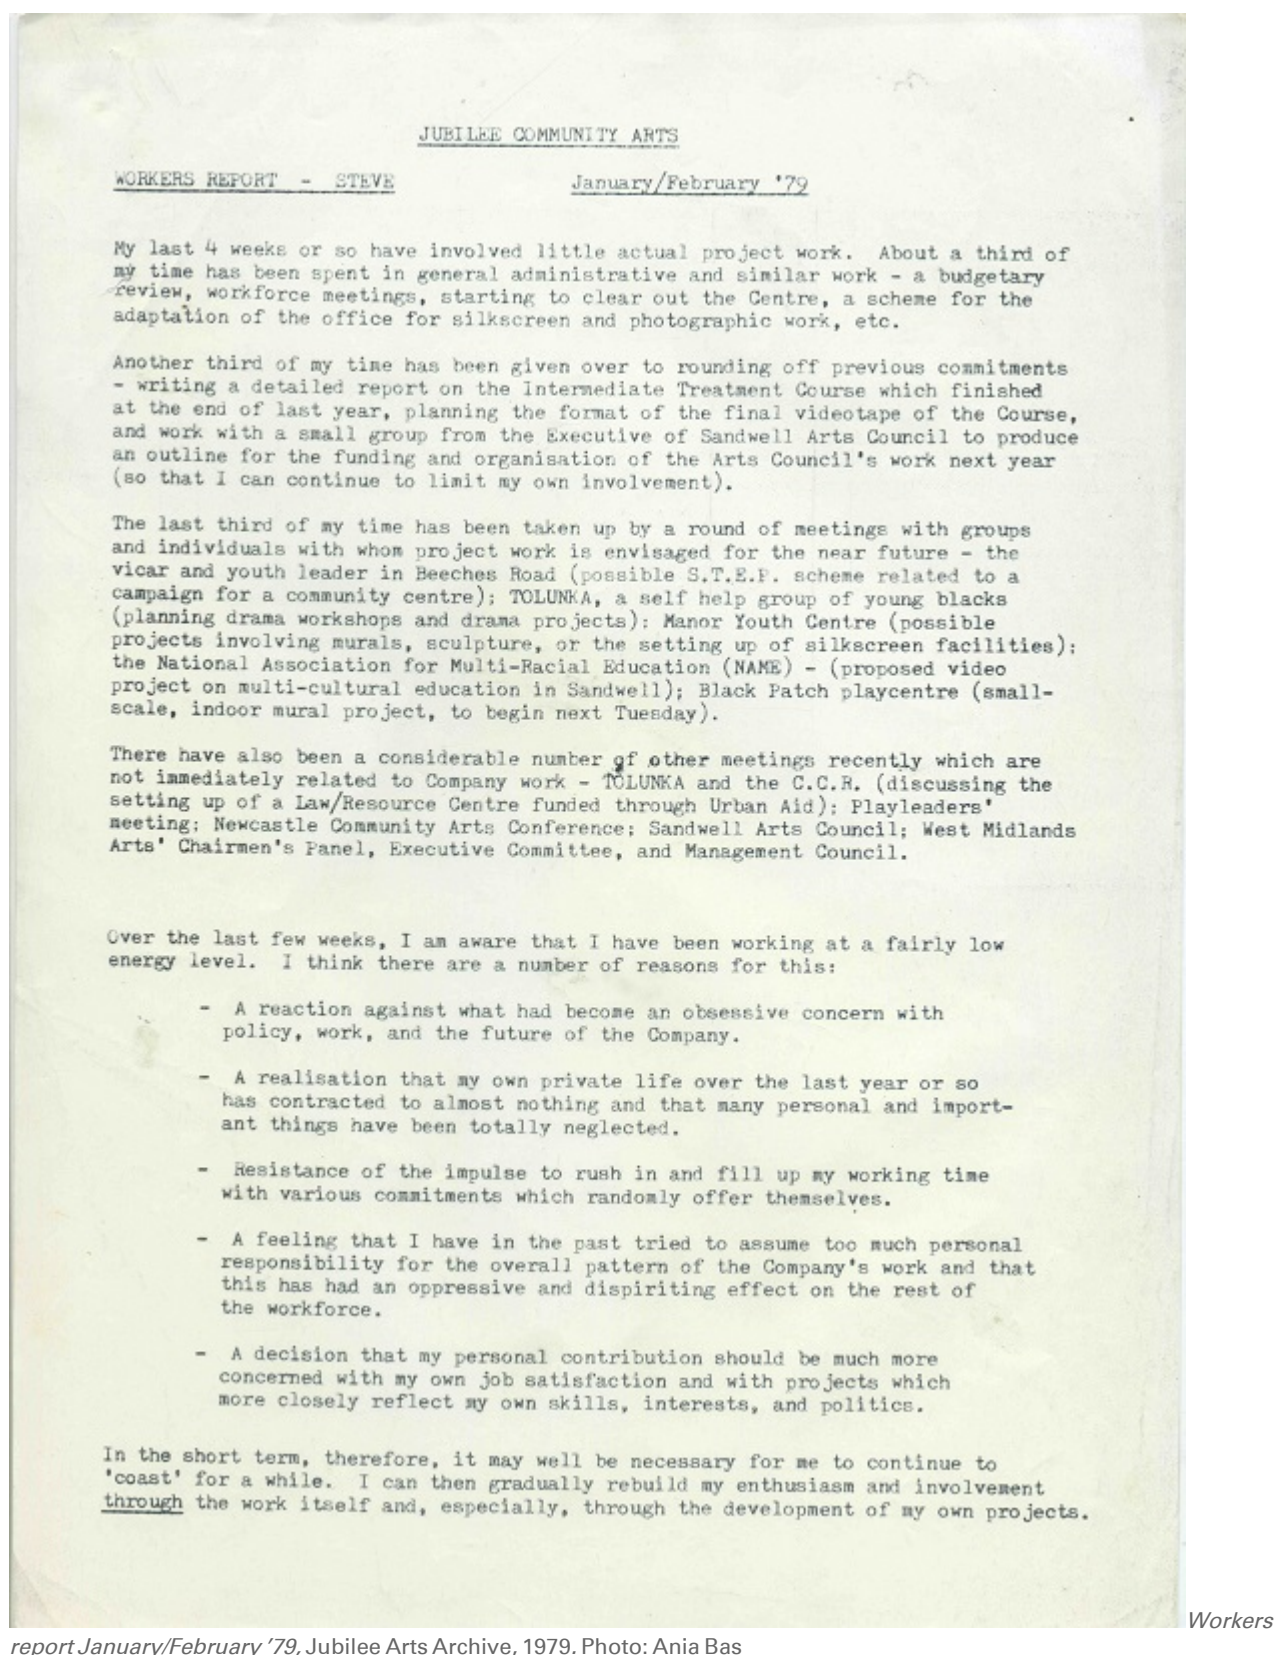 JUBILEE COMMUNITY ARTS
WORKERS REPORT - STEVE January/February '79
My last 4 weeks or so have involved little actual project work. About a third of
my time has been spent in general administrative and similar work - a budgetary
review, workforce meetings, starting to clear out the Centre, a scheme for the
adaptation of the office for silkscreen and photographic work, etc.
Another third of my time has been given over to rounding off previous commitments
- writing a detailed report on the Intermediate Treatment Course which finished
at the end of last year, planning the format of the final videotape of the Course,
and work with a small group from the Executive of Sandwell Arts Council to produce
an outline for the funding and organisation of the Arts Council's work next year
(so that I can continue to limit my own involvement).
The last third of my time has been taken up by a round of meetings with groups
and individuals with whom project work is envisaged for the near future - the
vicar and youth leader in Beeches Road (possible S.T.E.P. scheme related to a
campaign for a community centre); TOLUNKA, a self help group of young blacks
(planning drama workshops and drama projects); Manor Youth Centre (possible
projects involving murals, sculpture, or the setting up of silkscreen facilities);
the National Association for Multi-Racial Education (NAME) - (proposed video
project on multi-cultural education in Sandwell); Black Patch playcentre (small-
scale, indoor mural project, to begin next Tuesday).
There have also been a considerable number of other meetings recently which are
not immediately related to Company work - TOLUNKA and the C.C.R. (discussing the
setting up of a Law/Resource Centre funded through Urban Aid); Playleaders'
meeting; Newcastle Community Arts Conference; Sandwell Arts Council; West Midlands
Arts' Chairmen's Panel, Executive Committee, and Management Council.
Over the last few weeks, I am aware that I have been working at a fairly low
energy level. I think there are a number of reasons for this:
- A reaction against what had become an obsessive concern with
policy, work, and the future of the Company.
- A realisation that my own private life over the last year or so
has contracted to almost nothing and that many personal and import-
ant things have been totally neglected.
- Resistance of the impulse to rush in and fill up my working time
with various commitments which randomly offer themselves.
- A feeling that I have in the past tried to assume too much personal
responsibility for the overall pattern of the Company's work and that
this has had an oppressive and dispiriting effect on the rest of
the workforce.
- A decision that my personal contribution should be much more
concerned with my own job satisfaction and with projects which
more closely reflect my own skills, interests, and politics.
In the short term, therefore, it may well be necessary for me to continue to
'coast' for a while. I can then gradually rebuild my enthusiasm and involvement
through the work itself and, especially, through the development of my own projects.
Workers
report January/February '79, Jubilee Arts Archive, 1979. Photo: Ania Bas